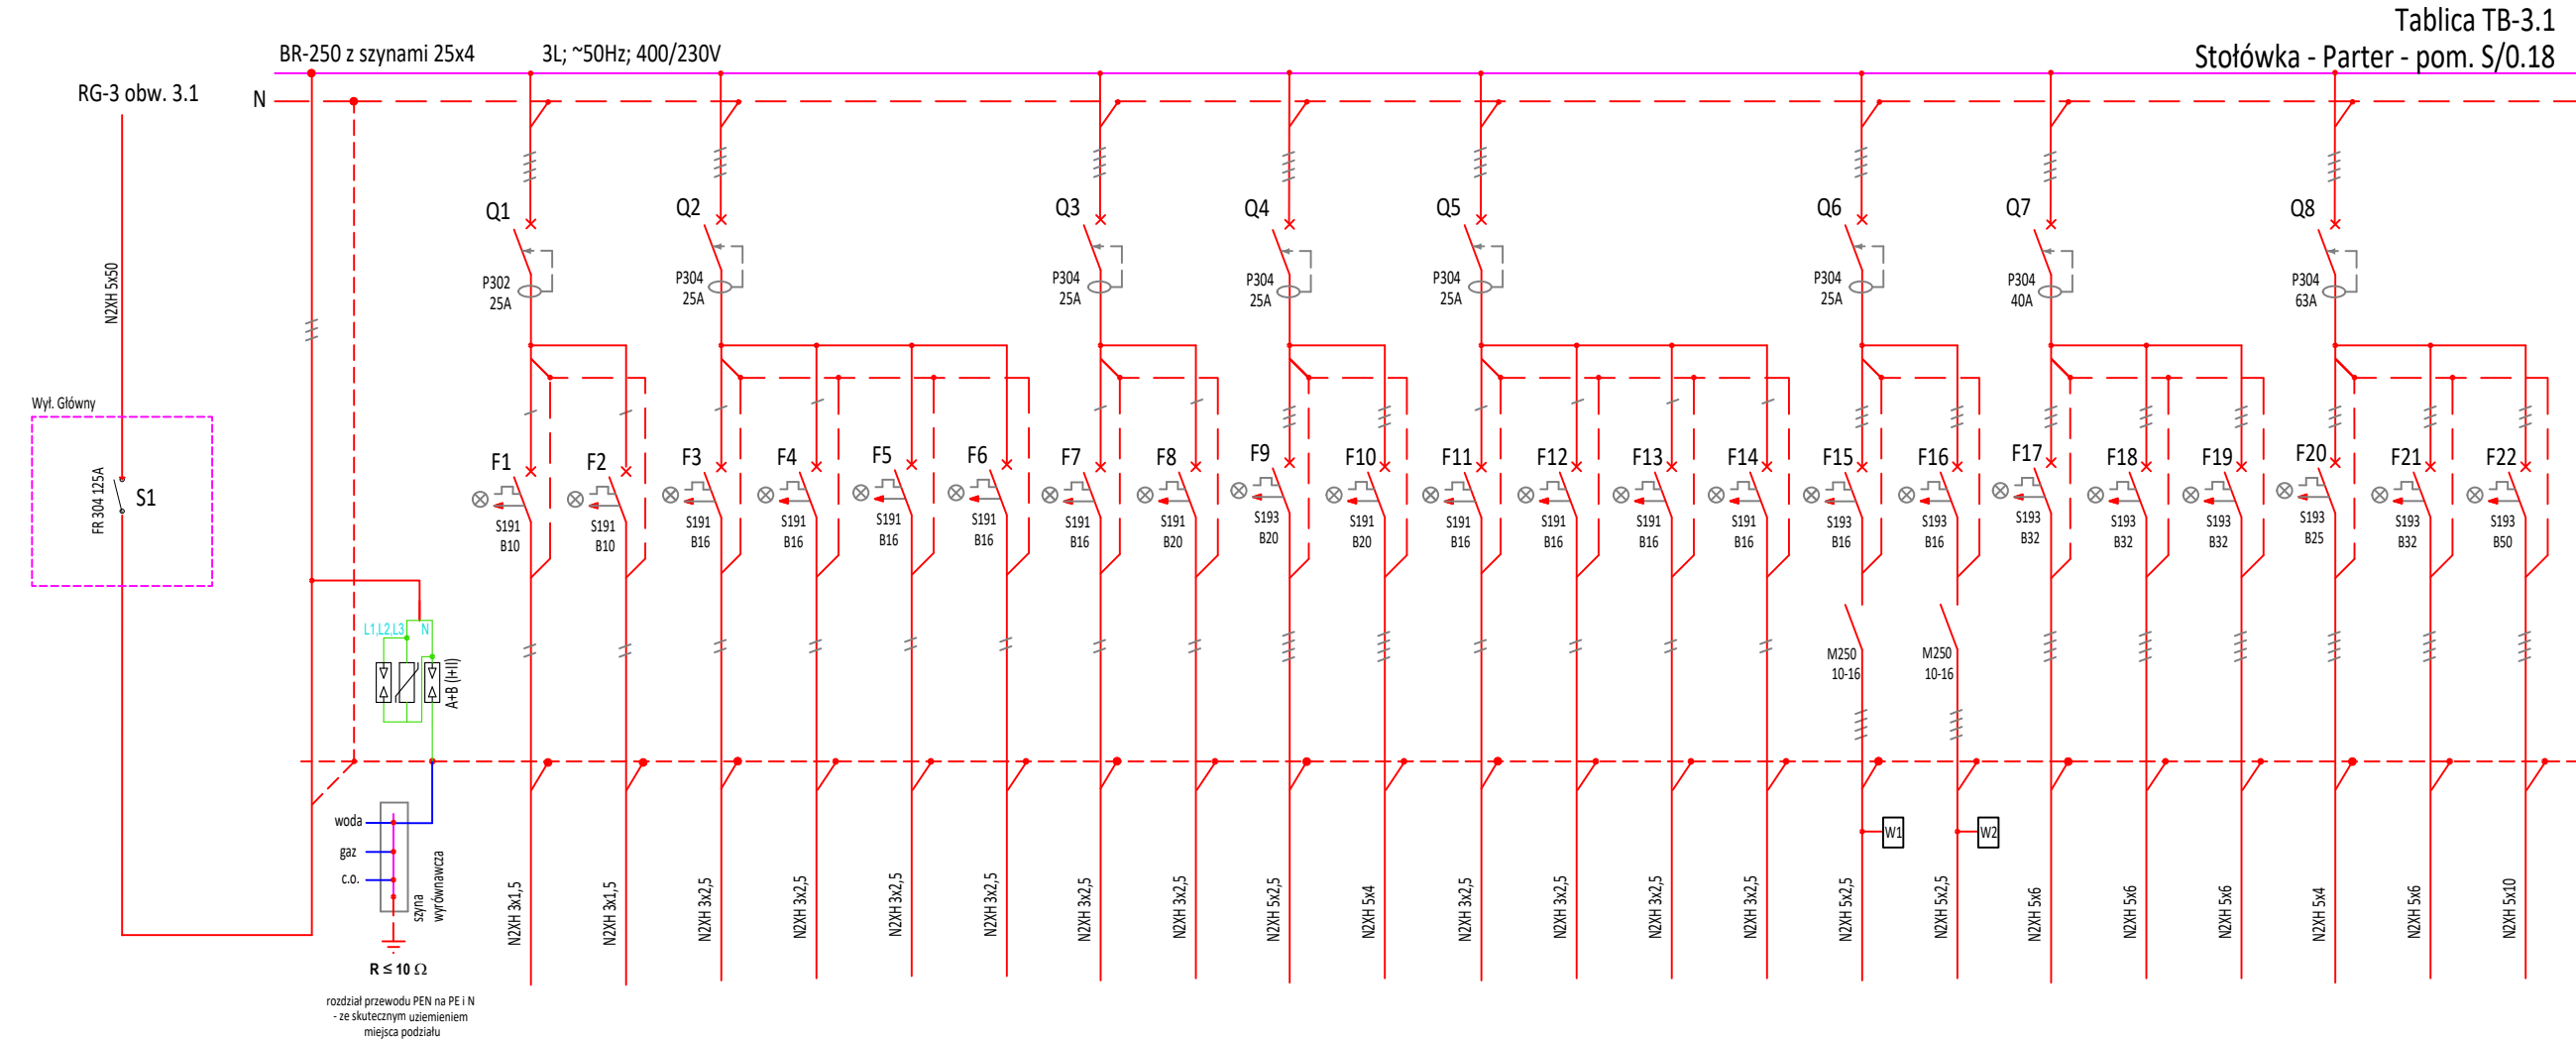 Tablica TB-3.1
Stołówka - Parter - pom. S/0.18
BR-250 z szynami 25x4
3L; ~50Hz; 400/230V
RG-3 obw. 3.1
N
N2XH 5x50
Wył. Główny
FR 304 125A
S1
L1,L2,L3
N
A+B (I+II)
woda
gaz
c.o.
szyna
wyrównawcza
R ≤ 10 Ω
rozdział przewodu PEN na PE i N
- ze skutecznym uziemieniem
miejsca podziału
Q1
P302
25A
Q2
P304
25A
Q3
P304
25A
Q4
P304
25A
Q5
P304
25A
Q6
P304
25A
Q7
P304
40A
Q8
P304
63A
F1
S191
B10
F2
S191
B10
F3
S191
B16
F4
S191
B16
F5
S191
B16
F6
S191
B16
F7
S191
B16
F8
S191
B20
F9
S193
B20
F10
S191
B20
F11
S191
B16
F12
S191
B16
F13
S191
B16
F14
S191
B16
F15
S193
B16
F16
S193
B16
F17
S193
B32
F18
S193
B32
F19
S193
B32
F20
S193
B25
F21
S193
B32
F22
S193
B50
M250
10-16
M250
10-16
W1
W2
N2XH 3x1,5
N2XH 3x1,5
N2XH 3x2,5
N2XH 3x2,5
N2XH 3x2,5
N2XH 3x2,5
N2XH 3x2,5
N2XH 3x2,5
N2XH 5x2,5
N2XH 5x4
N2XH 3x2,5
N2XH 3x2,5
N2XH 3x2,5
N2XH 3x2,5
N2XH 5x2,5
N2XH 5x2,5
N2XH 5x6
N2XH 5x6
N2XH 5x6
N2XH 5x4
N2XH 5x6
N2XH 5x10